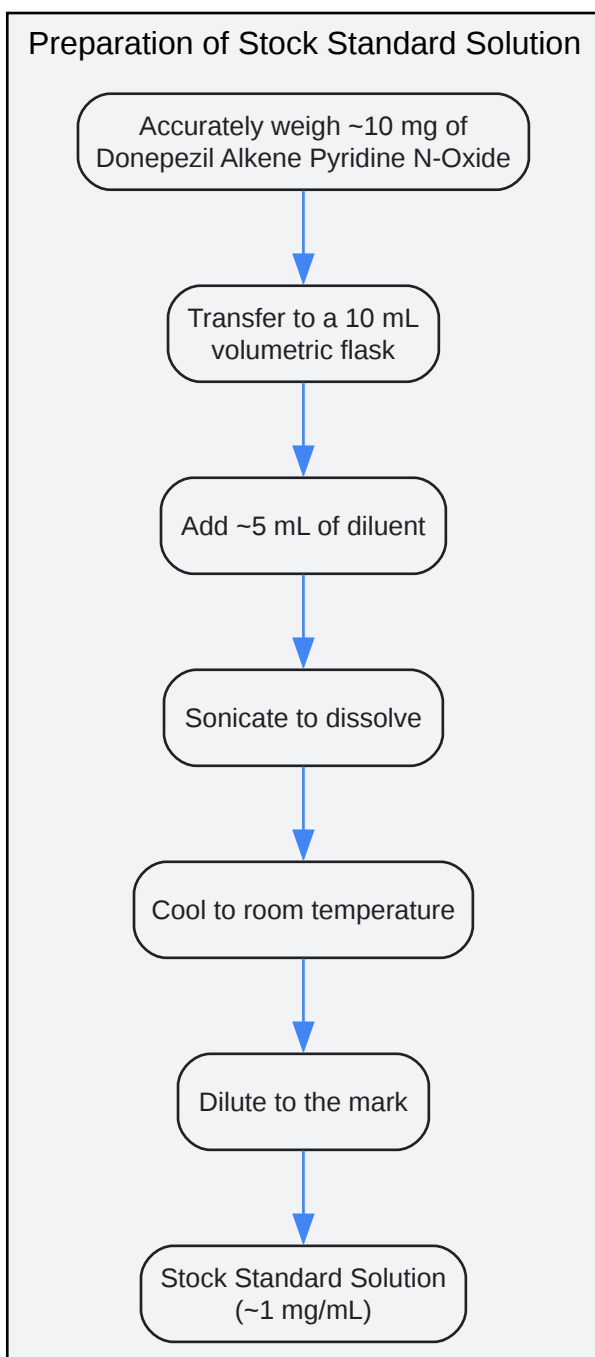 Preparation of Stock Standard Solution
Accurately weigh ~10 mg of
Donepezil Alkene Pyridine N-Oxide
Transfer to a 10 mL
volumetric flask
Add ~5 mL of diluent
Sonicate to dissolve
Cool to room temperature
Dilute to the mark
Stock Standard Solution
(~1 mg/mL)